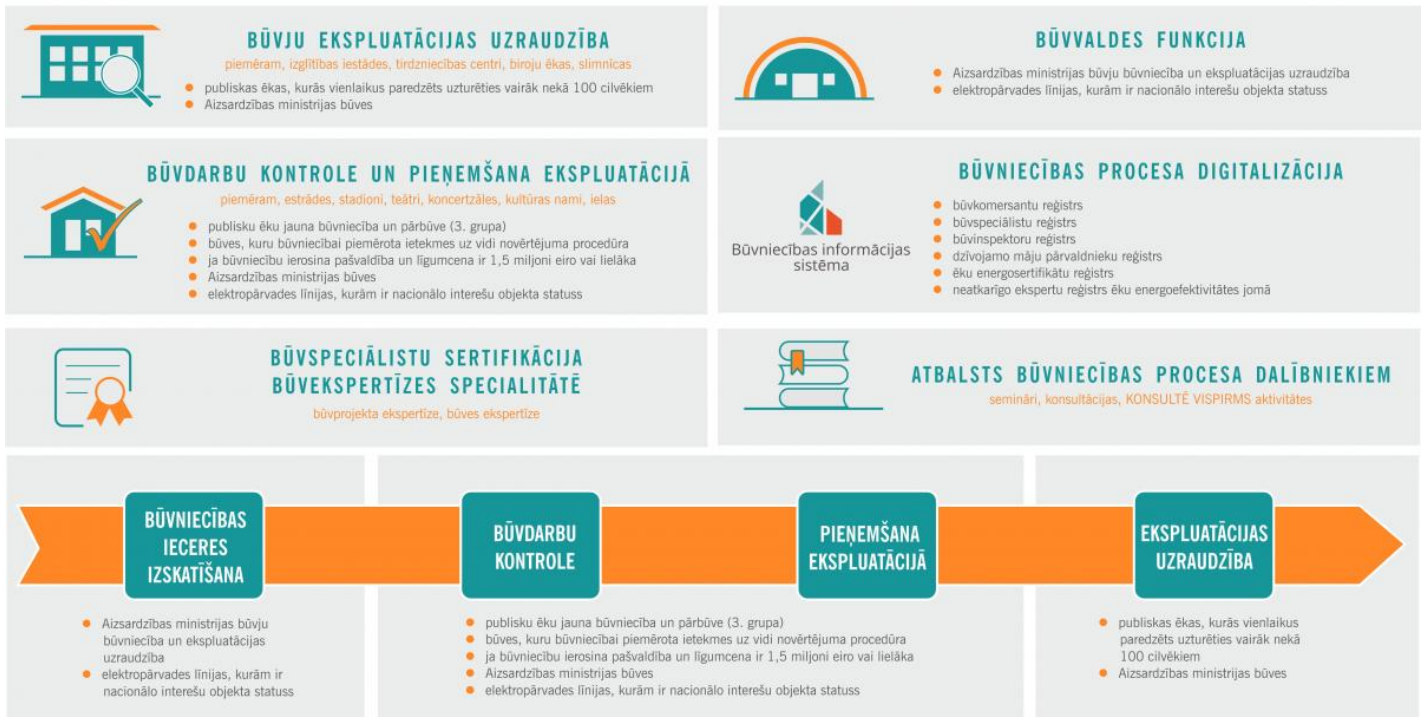 BŪVJU EKSPLUATĀCIJAS UZRAUDZĪBA
piemēram, izglītības iestādes, tirdzniecības centri, biroju ēkas, slimnīcas
publiskas ēkas, kurās vienlaikus paredzēts uzturēties vairāk nekā 100 cilvēkiem
Aizsardzības ministrijas būves
BŪVVALDES FUNKCIJA
Aizsardzības ministrijas būvju būvniecība un ekspluatācijas uzraudzība
elektropārvades līnijas, kurām ir nacionālo interešu objekta statuss
BŪVDARBU KONTROLE UN PIEŅEMŠANA EKSPLUATĀCIJĀ
piemēram, estrādes, stadioni, teātri, koncertzāles, kultūras nami, ielas
publisku ēku jauna būvniecība un pārbūve (3. grupa)
būves, kuru būvniecībai piemērota ietekmes uz vidi novērtējuma procedūra
ja būvniecību ierosina pašvaldība un līgumcena ir 1,5 miljoni eiro vai lielāka
Aizsardzības ministrijas būves
elektropārvades līnijas, kurām ir nacionālo interešu objekta statuss
Būvniecības informācijas
sistēma
BŪVNIECĪBAS PROCESA DIGITALIZĀCIJA
būvkomersantu reģistrs
būvspeciālistu reģistrs
būvinspektoru reģistrs
dzīvojamo māju pārvaldnieku reģistrs
ēku energosertifikātu reģistrs
neatkarīgo ekspertu reģistrs ēku energoefektivitātes jomā
BŪVSPECIĀLISTU SERTIFIKĀCIJA
BŪVEKSPERTĪZES SPECIALITĀTĒ
būvprojekta ekspertīze, būves ekspertīze
ATBALSTS BŪVNIECĪBAS PROCESA DALĪBNIEKIEM
semināri, konsultācijas, KONSULTĒ VISPIRMS aktivitātes
BŪVNIECĪBAS
IECERES
IZSKATĪŠANA
Aizsardzības ministrijas būvju
būvniecība un ekspluatācijas
uzraudzība
elektropārvades līnijas, kurām ir
nacionālo interešu objekta statuss
BŪVDARBU
KONTROLE
PIEŅEMŠANA
EKSPLUATĀCIJĀ
publisku ēku jauna būvniecība un pārbūve (3. grupa)
būves, kuru būvniecībai piemērota ietekmes uz vidi novērtējuma procedūra
ja būvniecību ierosina pašvaldība un līgumcena ir 1,5 miljoni eiro vai lielāka
Aizsardzības ministrijas būves
elektropārvades līnijas, kurām ir nacionālo interešu objekta statuss
EKSPLUATĀCIJAS
UZRAUDZĪBA
publiskas ēkas, kurās vienlaikus
paredzēts uzturēties vairāk nekā
100 cilvēkiem
Aizsardzības ministrijas būves